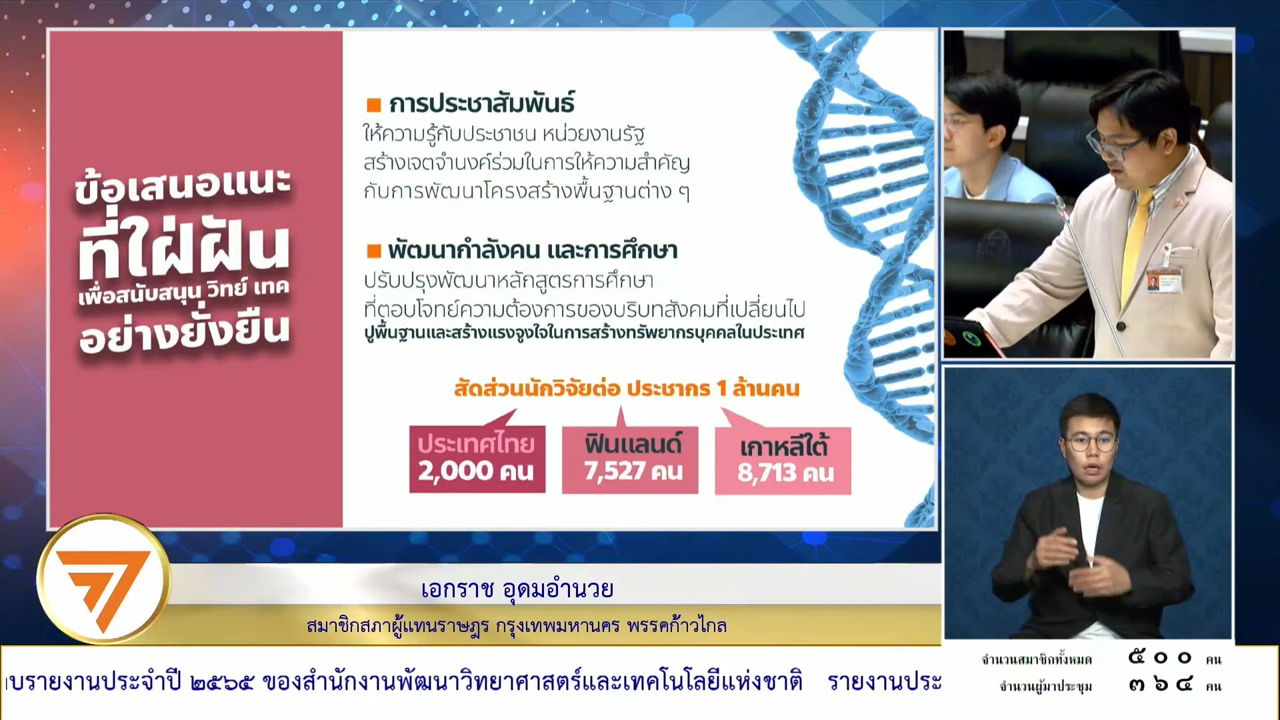 ข้อเสนอแนะ
ที่ใฝ่ฝัน
เพื่อสนับสนุน วิทย์ เทค
อย่างยั่งยืน
การประชาสัมพันธ์
ให้ความรู้กับประชาชน หน่วยงานรัฐ
สร้างเจตจำนงค์ร่วมในการให้ความสำคัญ
กับการพัฒนาโครงสร้างพื้นฐานต่าง ๆ
พัฒนากำลังคน และการศึกษา
ปรับปรุงพัฒนาหลักสูตรการศึกษา
ที่ตอบโจทย์ความต้องการของบริบทสังคมที่เปลี่ยนไป
ปูพื้นฐานและสร้างแรงจูงใจในการสร้างทรัพยากรบุคคลในประเทศ
สัดส่วนนักวิจัยต่อ ประชากร 1 ล้านคน
ประเทศไทย
2,000 คน
ฟินแลนด์
7,527 คน
เกาหลีใต้
8,713 คน
เอกราช อุดมอำนวย
สมาชิกสภาผู้แทนราษฎร กรุงเทพมหานคร พรรคก้าวไกล
บรายงานประจำปี ๒๕๖๕ ของสำนักงานพัฒนาวิทยาศาสตร์และเทคโนโลยีแห่งชาติ รายงานประ
จำนวนสมาชิกทั้งหมด ๕๐๐ คน
จำนวนผู้มาประชุม ๓๖๔ คน